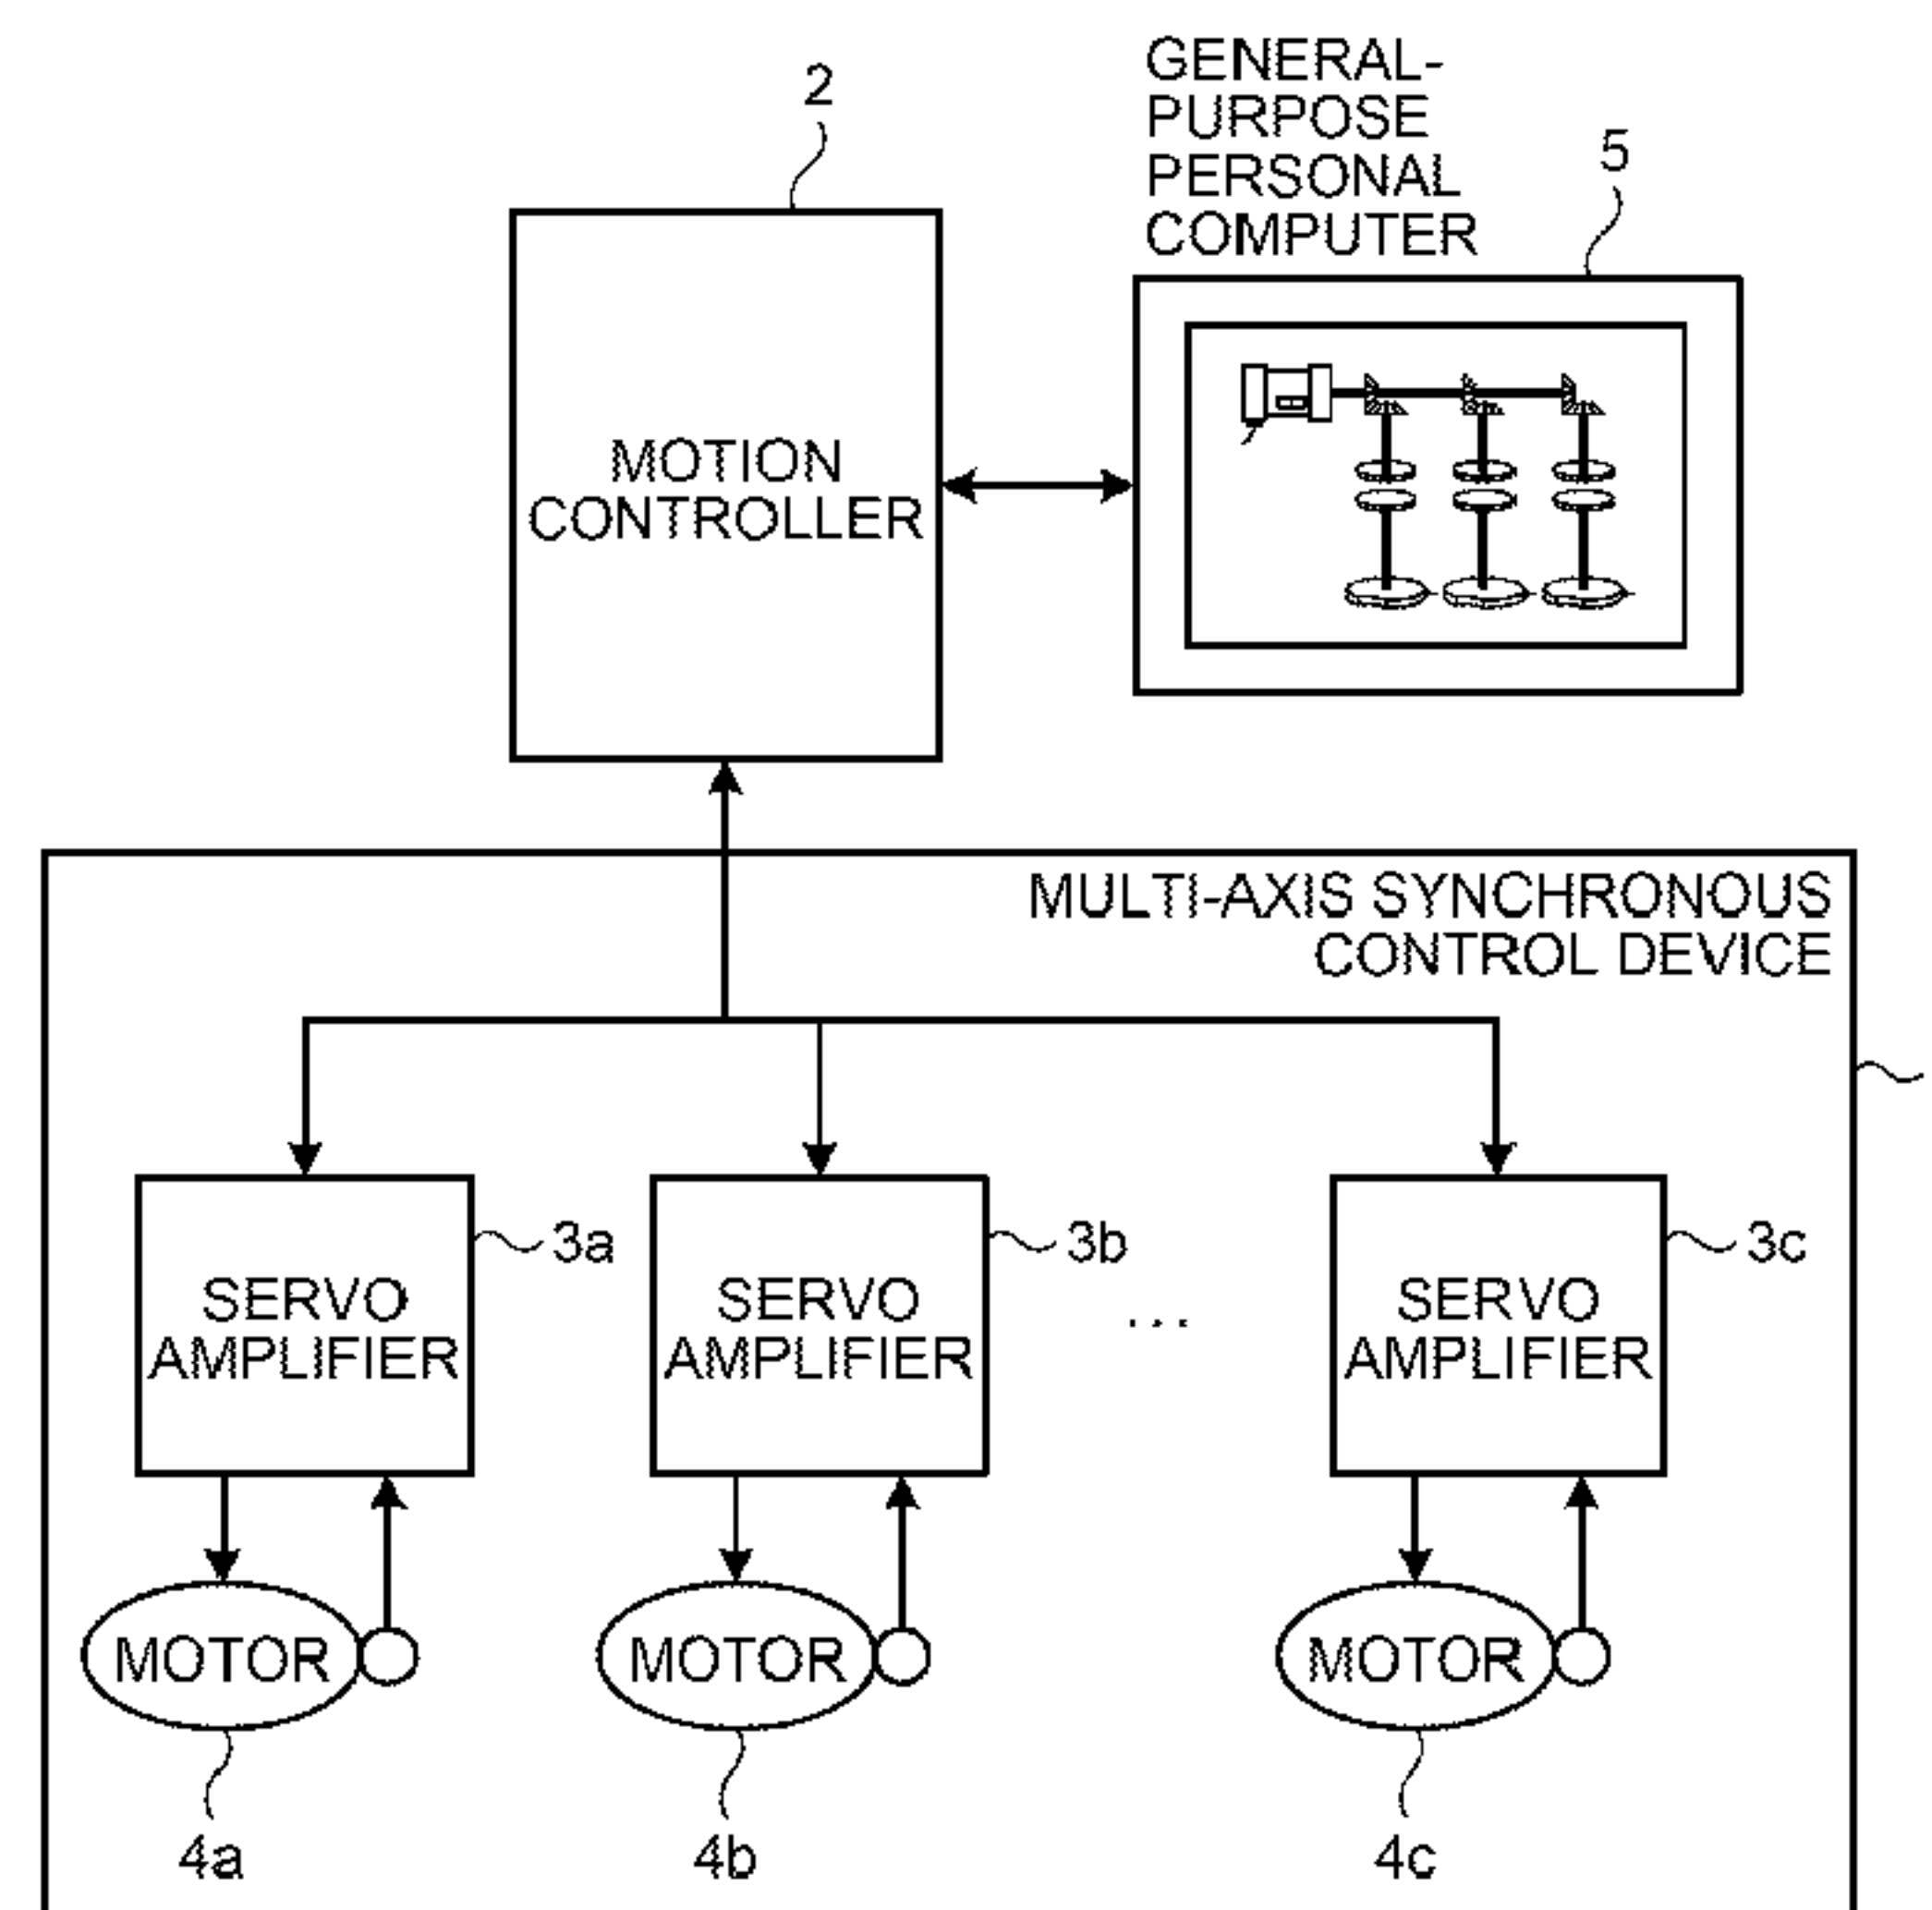 2
GENERAL-
PURPOSE
PERSONAL
COMPUTER
5
MOTION
CONTROLLER
MULTI-AXIS SYNCHRONOUS
CONTROL DEVICE
3a
3b
3c
SERVO
AMPLIFIER
SERVO
AMPLIFIER
...
SERVO
AMPLIFIER
MOTOR
MOTOR
MOTOR
4a
4b
4c